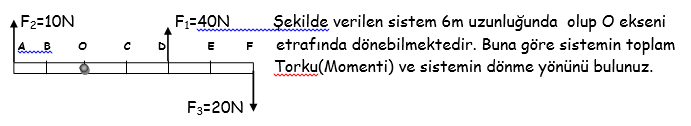 F2=10N F1=40N Şekilde verilen sistem 6m uzunluğunda olup O ekseni
A B O C D E F etrafında dönebilmektedir. Buna göre sistemin toplam
Torku(Momenti) ve sistemin dönme yönünü bulunuz.
F3=20N